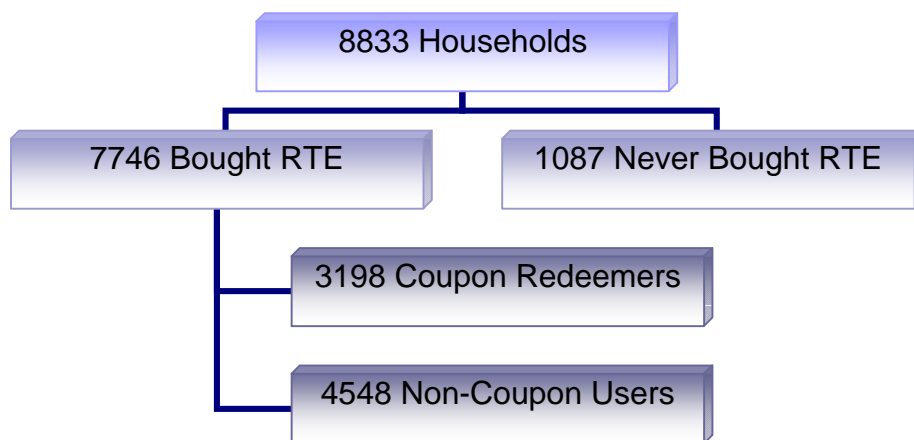 8833 Households
7746 Bought RTE
1087 Never Bought RTE
3198 Coupon Redeemers
4548 Non-Coupon Users